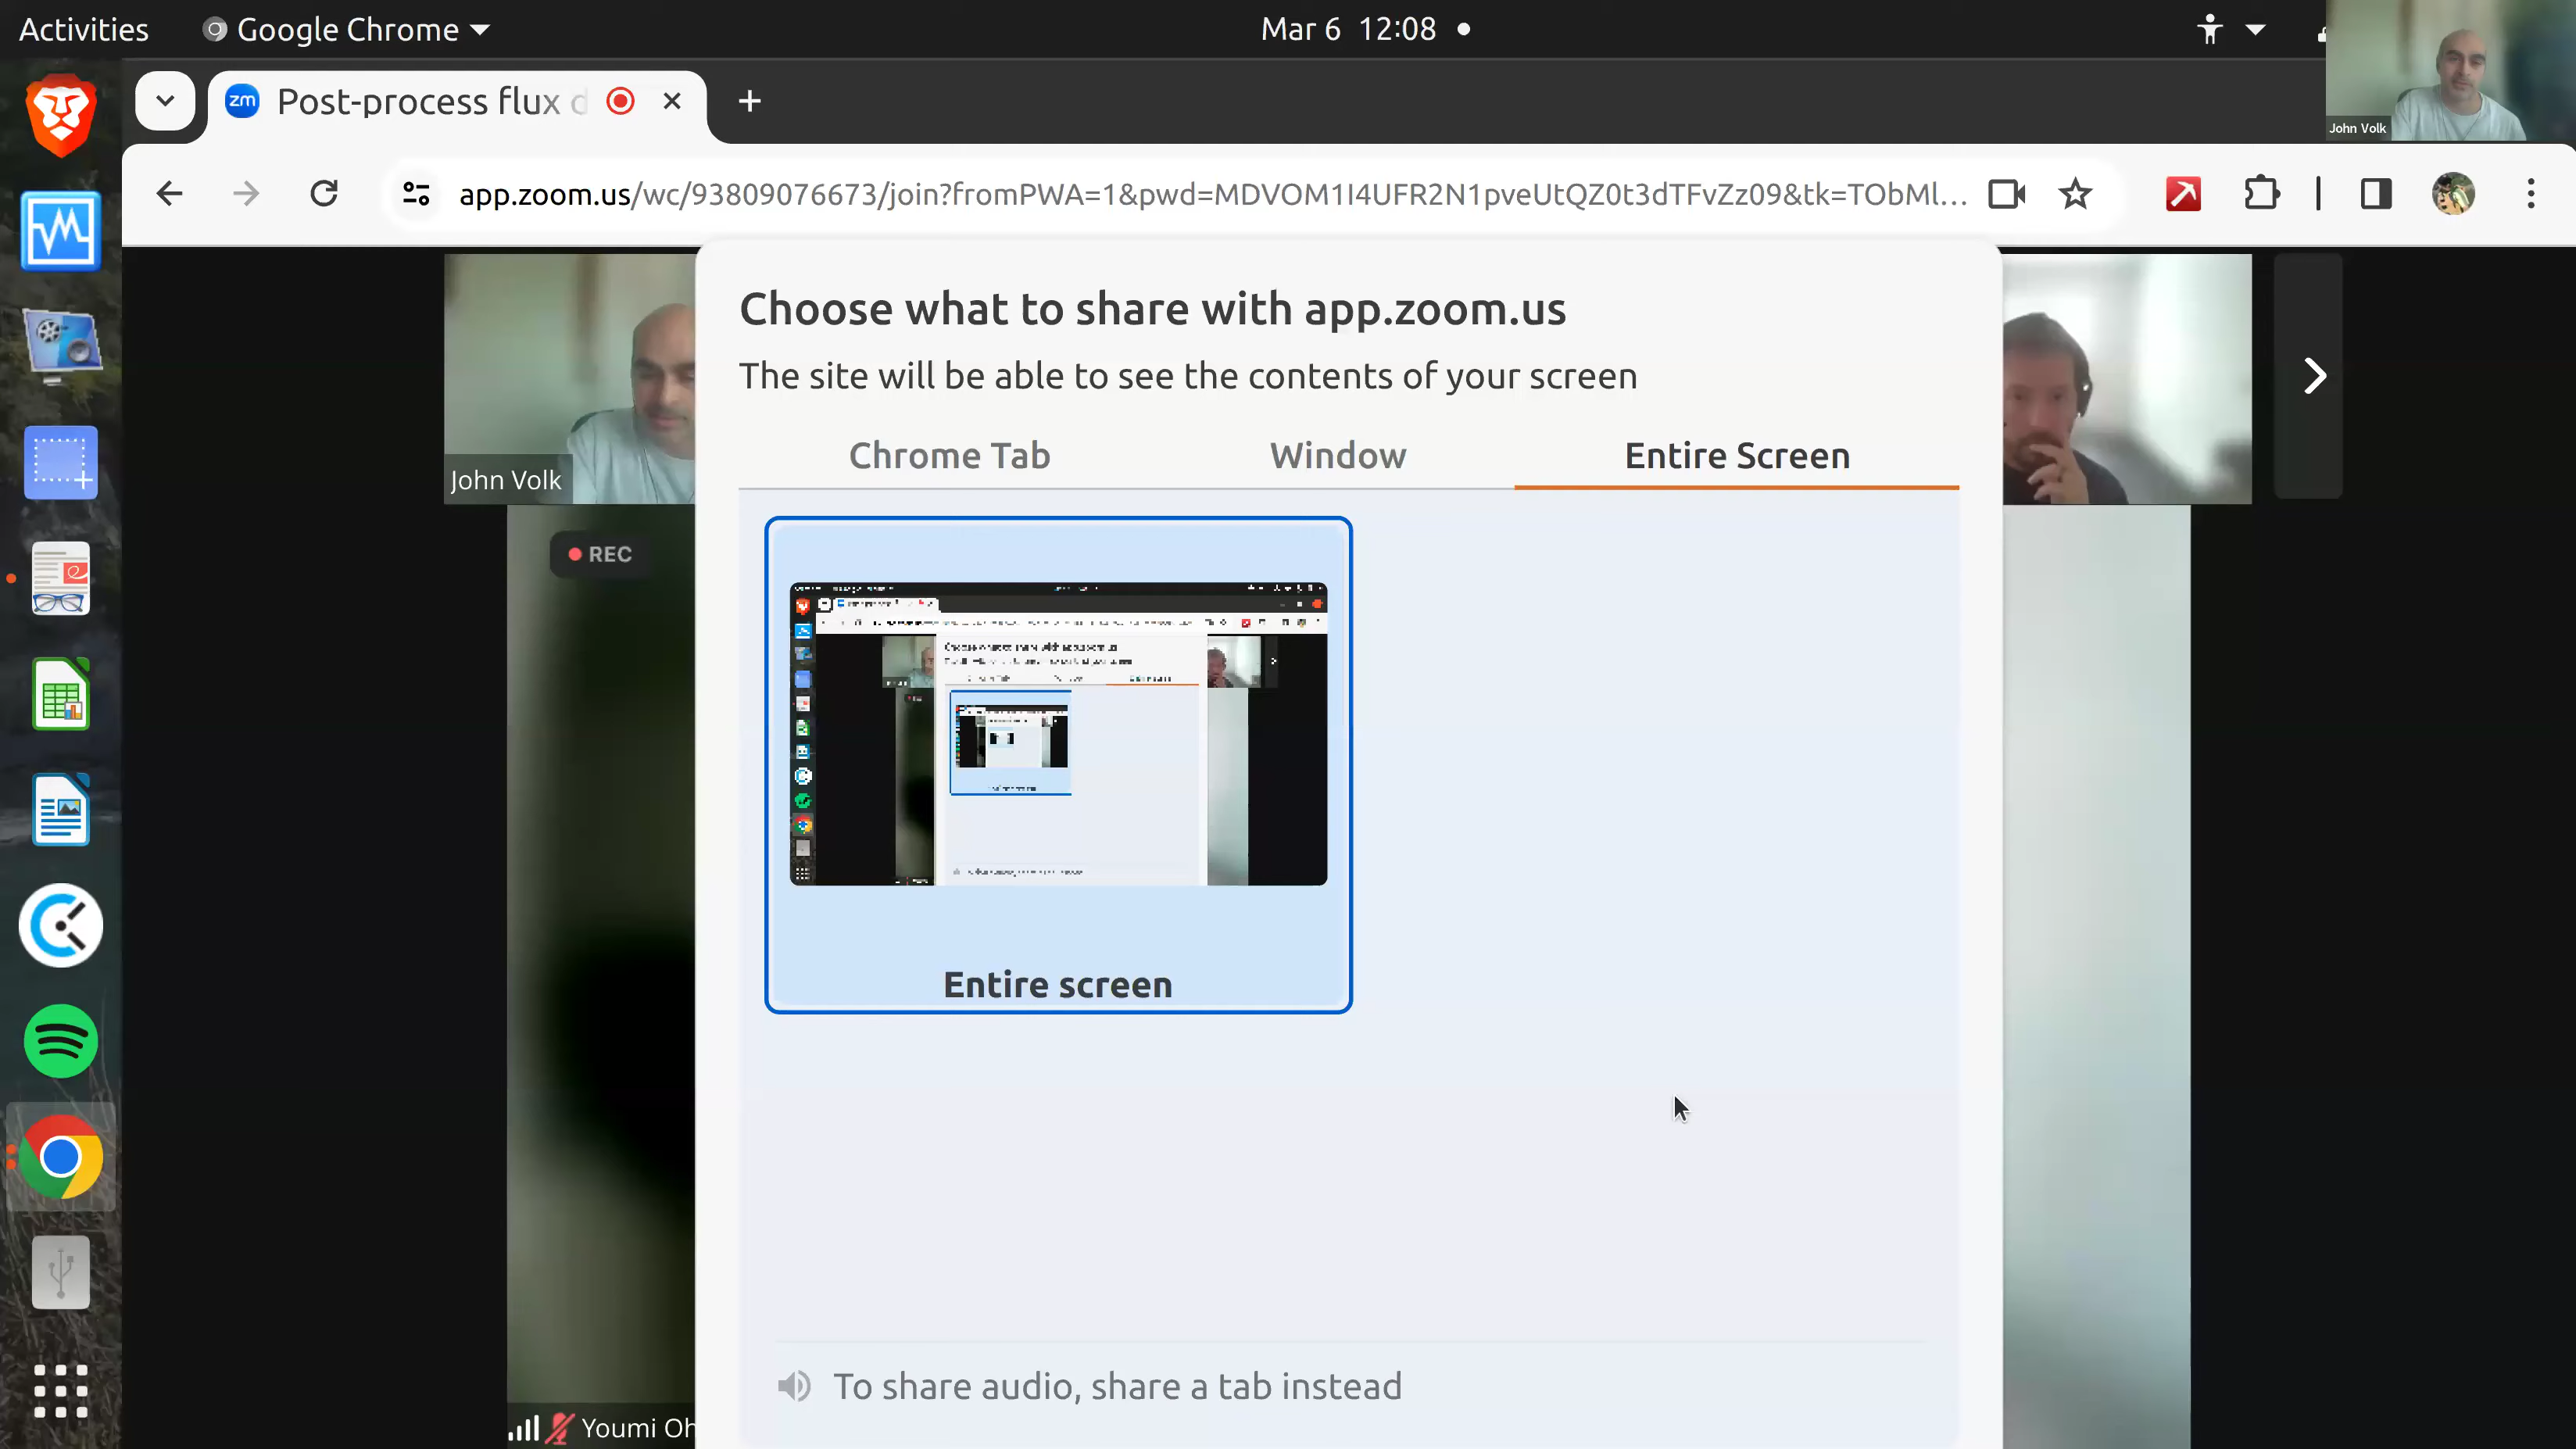 Activities
Google Chrome
Mar 6 12:08
John Volk
zm
Post-process flux d
app.zoom.us/wc/93809076673/join?fromPWA=1&pwd=MDVOM1I4UFR2N1pveUtQZ0t3dTFvZz09&tk=TObMl...
Choose what to share with app.zoom.us
The site will be able to see the contents of your screen
Chrome Tab
Window
Entire Screen
John Volk
REC
Entire screen
To share audio, share a tab instead
Youmi Oh